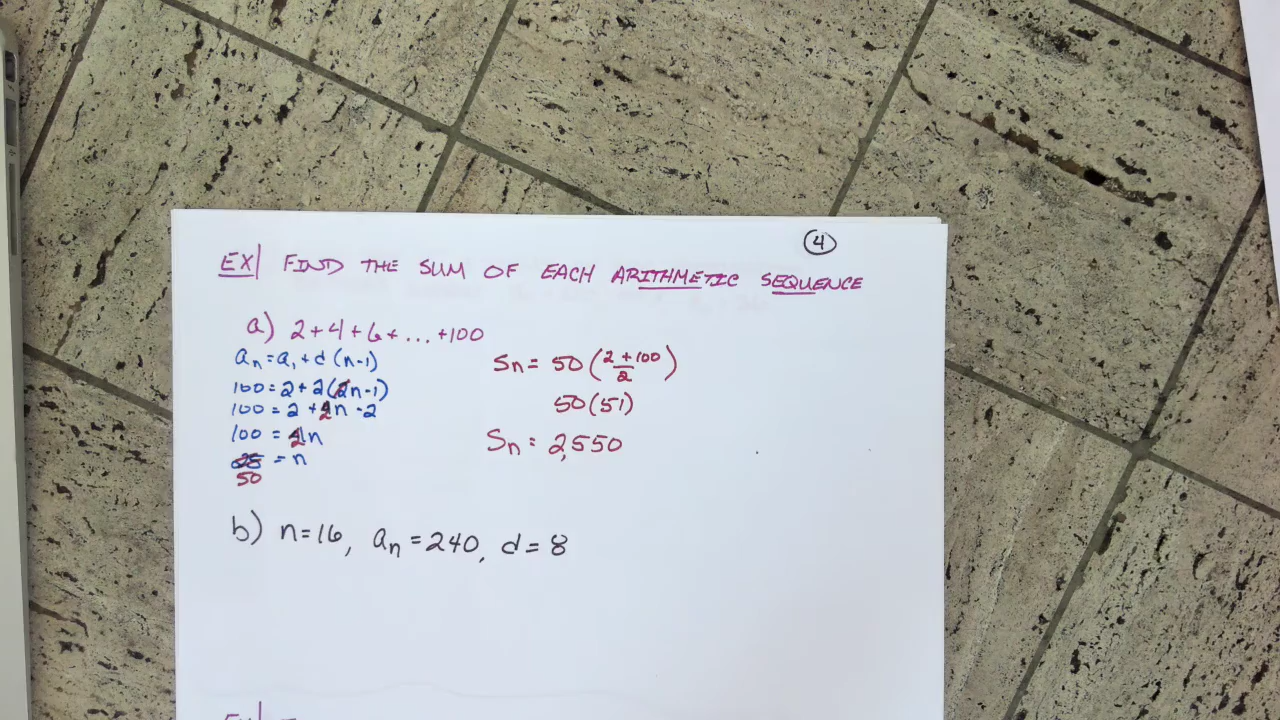 4
EX| FIND THE SUM OF EACH ARITHMETIC SEQUENCE
a) 2+4+6+...+100
aₙ=a₁+d(n-1)
100=2+2(n-1)
100=2+2n-2
100=2n
=n
50
Sₙ=50(2+100/2)
50(51)
Sₙ=2,550
b) n=16, aₙ=240, d=8
EX|